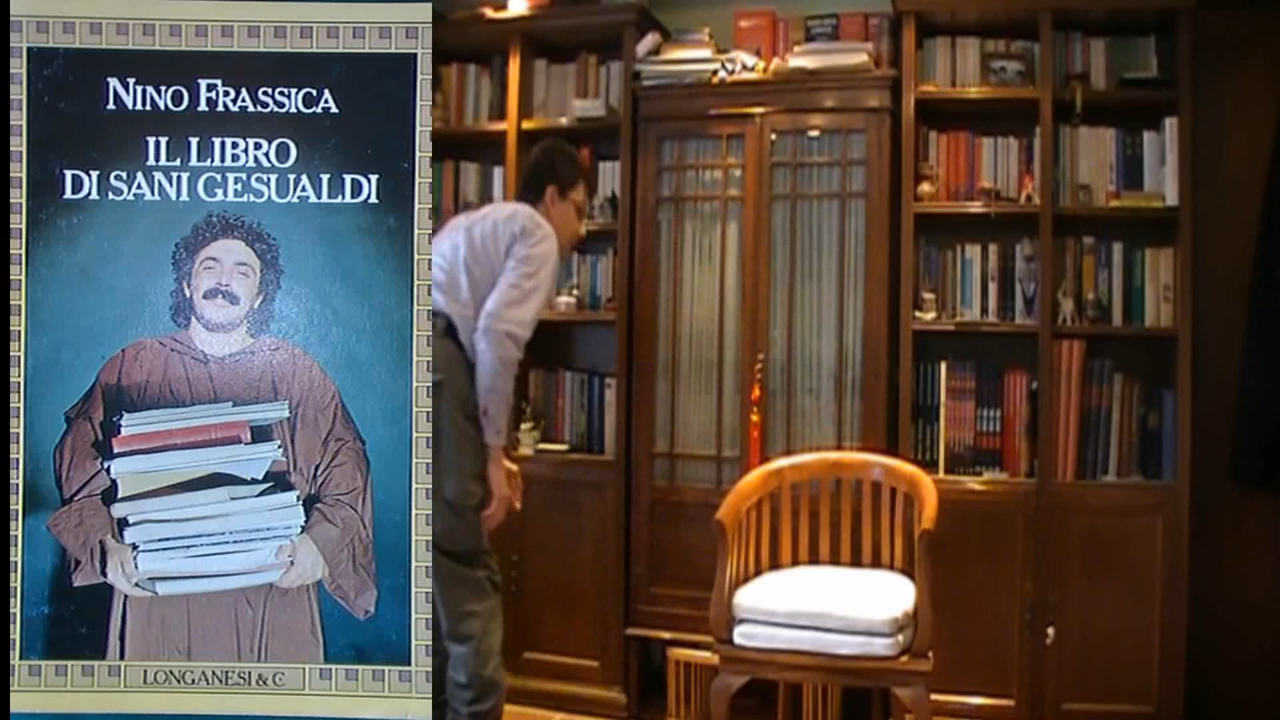 NINO FRASSICA
IL LIBRO
DI SANI GESUALDI
LONGANESI & C